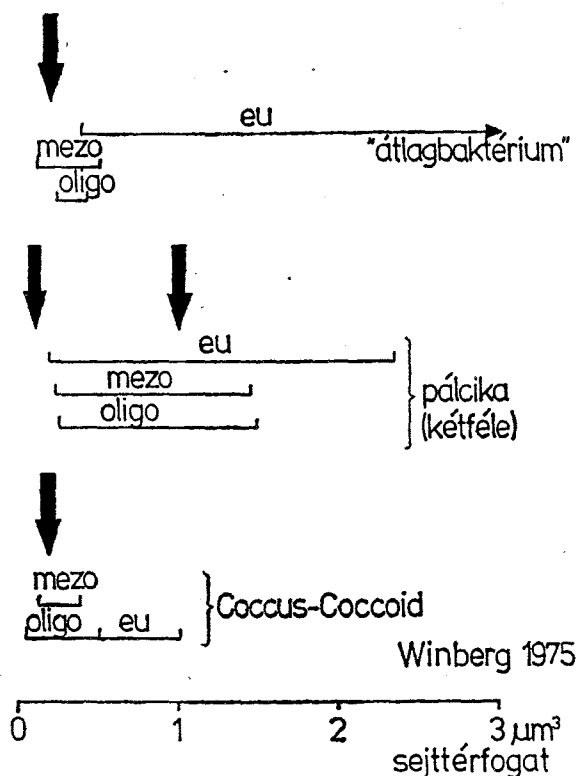 eu
mezo
"átlagbaktérium"
oligo
eu
mezo
oligo
pálcika
(kétféle)
mezo
oligo eu
Coccus-Coccoid
Winberg 1975
0 1 2 3 µm³
sejttérfogat